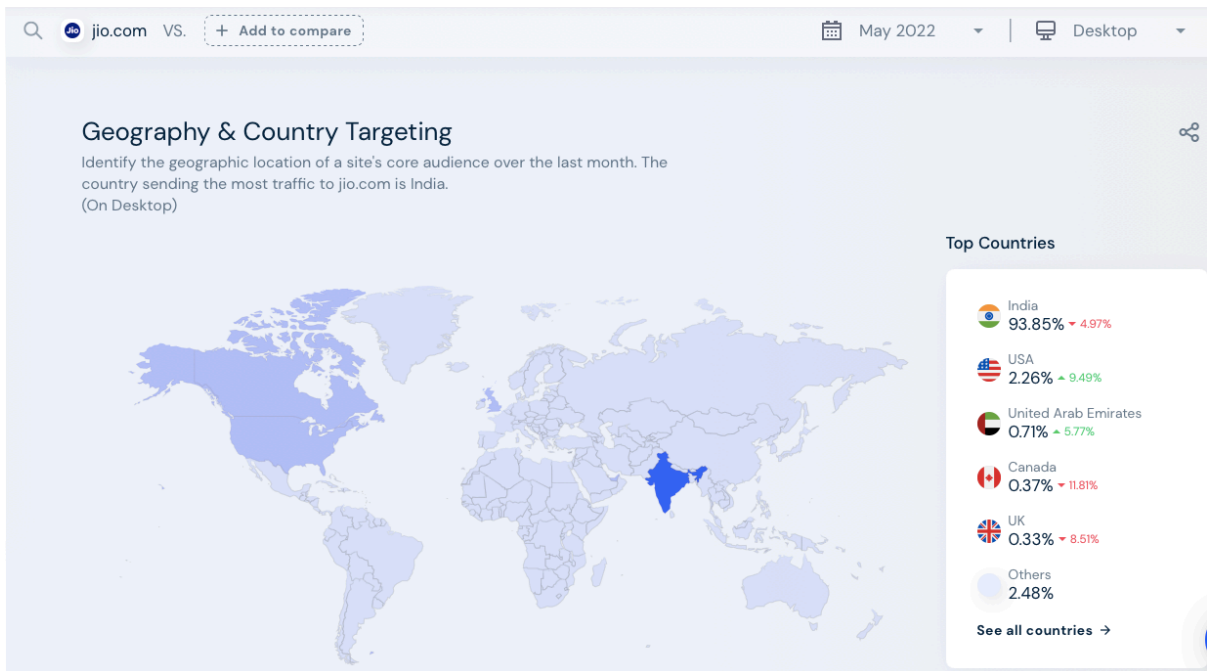 Jio jio.com VS. + Add to compare May 2022 Desktop
Geography & Country Targeting
Identify the geographic location of a site's core audience over the last month. The
country sending the most traffic to jio.com is India.
(On Desktop)
Top Countries
India
93.85% 4.97%
USA
2.26% 9.49%
United Arab Emirates
0.71% 5.77%
Canada
0.37% 11.81%
UK
0.33% 8.51%
Others
2.48%
See all countries →